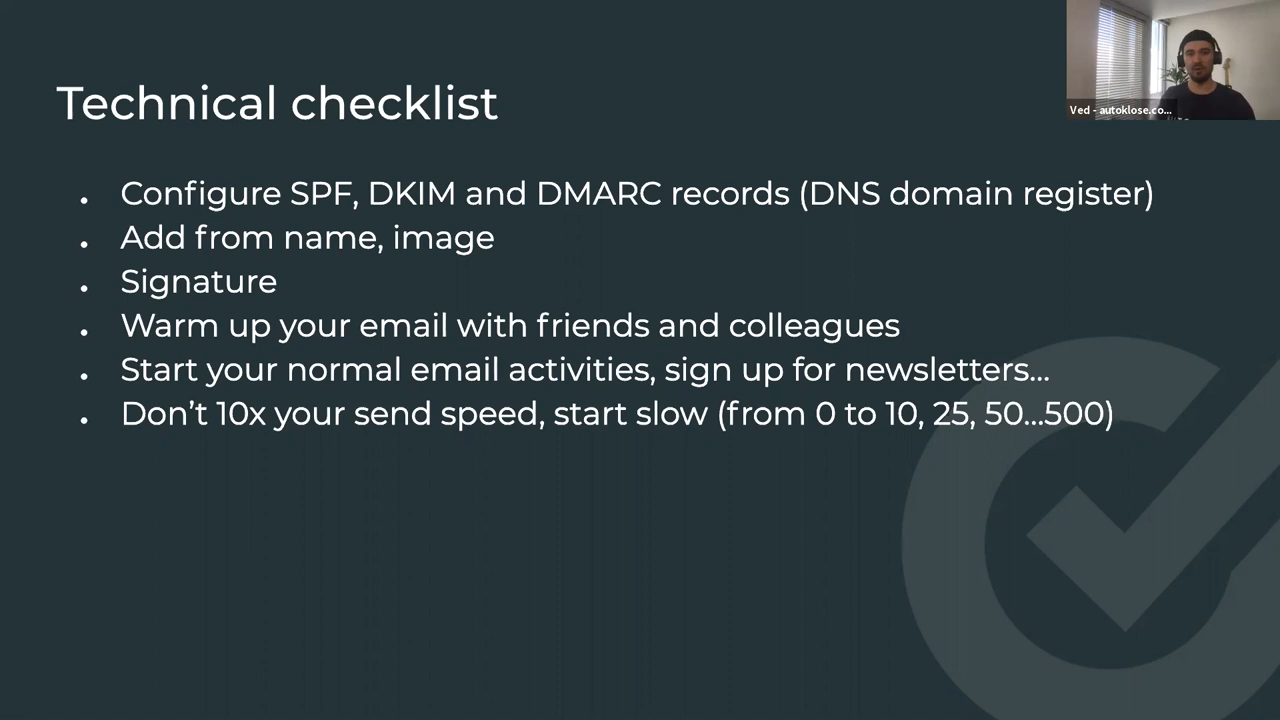 Technical checklist
Ved - autoklose.co...
• Configure SPF, DKIM and DMARC records (DNS domain register)
• Add from name, image
• Signature
• Warm up your email with friends and colleagues
• Start your normal email activities, sign up for newsletters...
• Don’t 10x your send speed, start slow (from 0 to 10, 25, 50...500)